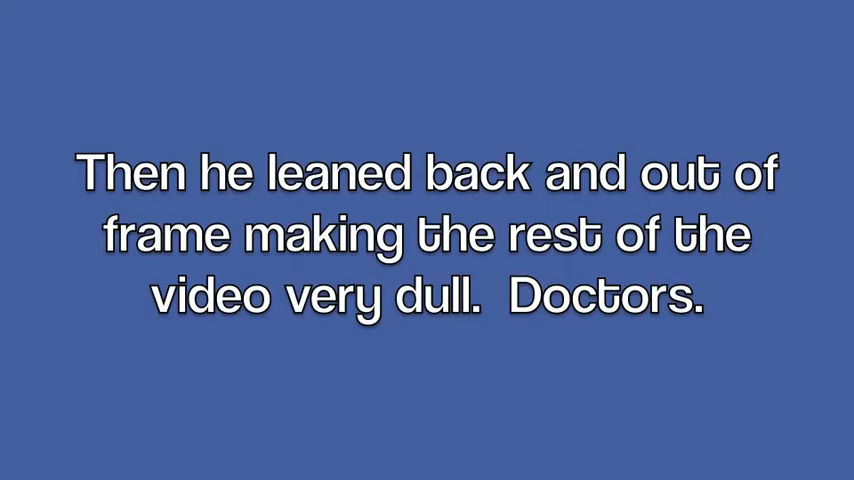 Then he leaned back and out of
frame making the rest of the
video very dull.  Doctors.